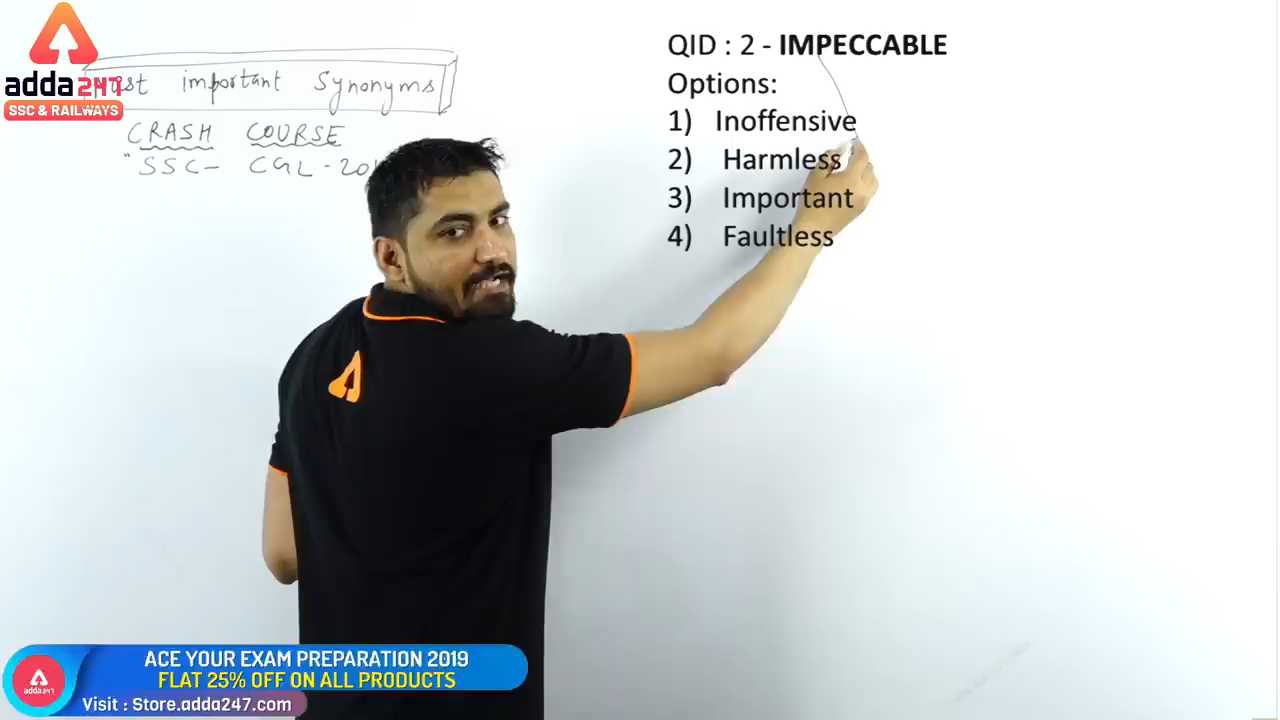 adda247
SSC & RAILWAYS
important Synonyms
CRASH COURSE
"SSC- CGL-
QID : 2 - IMPECCABLE
Options:
1) Inoffensive
2) Harmless
3) Important
4) Faultless
adda247
ACE YOUR EXAM PREPARATION 2019
FLAT 25% OFF ON ALL PRODUCTS
Visit : Store.adda247.com